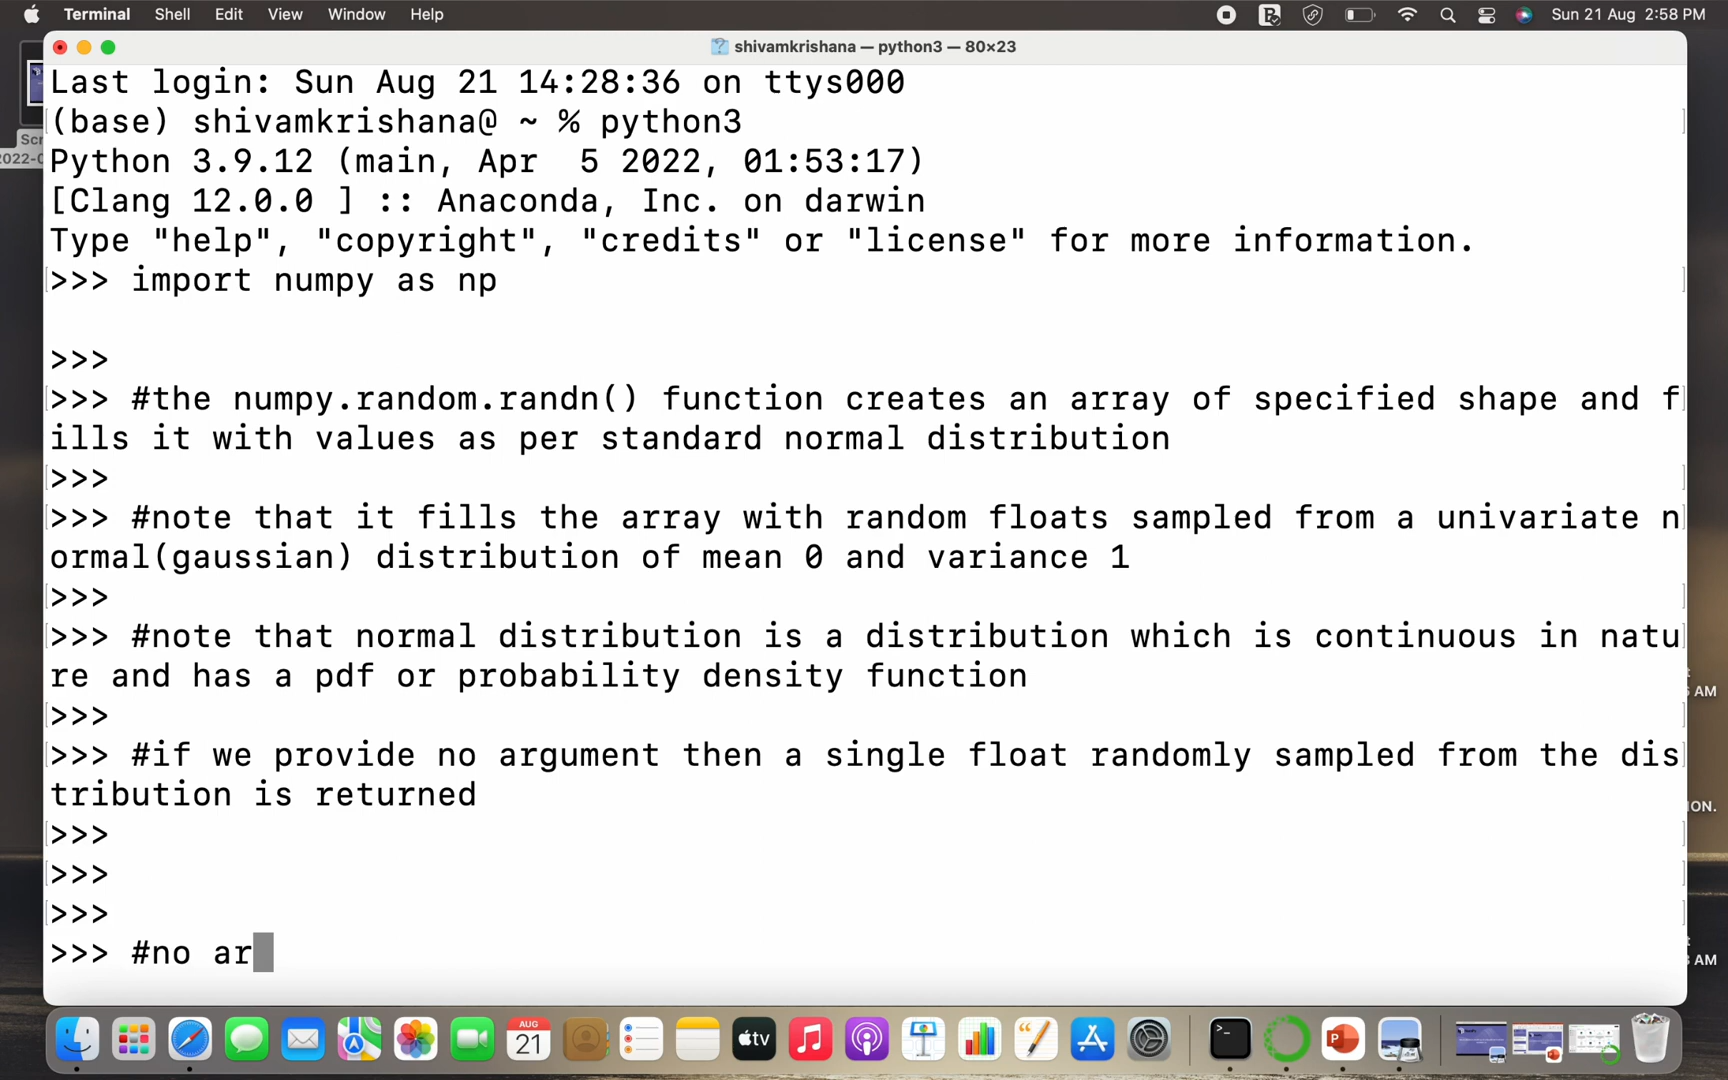 Terminal Shell Edit View Window Help Sun 21 Aug 2:58 PM
shivamkrishana — python3 — 80×23
Last login: Sun Aug 21 14:28:36 on ttys000
(base) shivamkrishana@ ~ % python3
Python 3.9.12 (main, Apr  5 2022, 01:53:17)
[Clang 12.0.0 ] :: Anaconda, Inc. on darwin
Type "help", "copyright", "credits" or "license" for more information.
>>> import numpy as np
>>>
>>> #the numpy.random.randn() function creates an array of specified shape and f
ills it with values as per standard normal distribution
>>>
>>> #note that it fills the array with random floats sampled from a univariate n
ormal(gaussian) distribution of mean 0 and variance 1
>>>
>>> #note that normal distribution is a distribution which is continuous in natu
re and has a pdf or probability density function
>>>
>>> #if we provide no argument then a single float randomly sampled from the dis
tribution is returned
>>>
>>>
>>>
>>> #no ar
AUG
21
tv